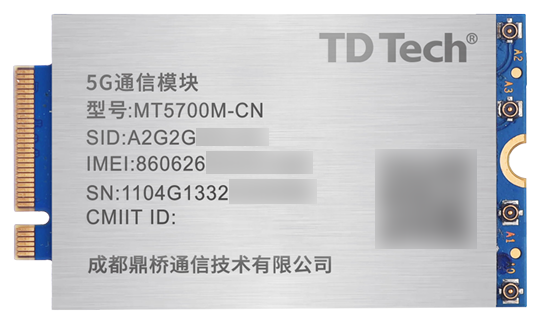 TD Tech®
A2
5G通信模块
A3
型号:MT5700M-CN
SID:A2G2G
IMEI:860626
SN:1104G1332
CMIIT ID:
A1
成都鼎桥通信技术有限公司